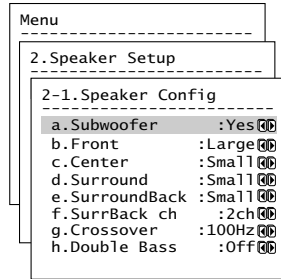 Menu
2.Speaker Setup
2-1.Speaker Config
a.Subwoofer :Yes
b.Front :Large
c.Center :Small
d.Surround :Small
e.SurroundBack :Small
f.SurrBack ch :2ch
g.Crossover :100Hz
h.Double Bass :Off